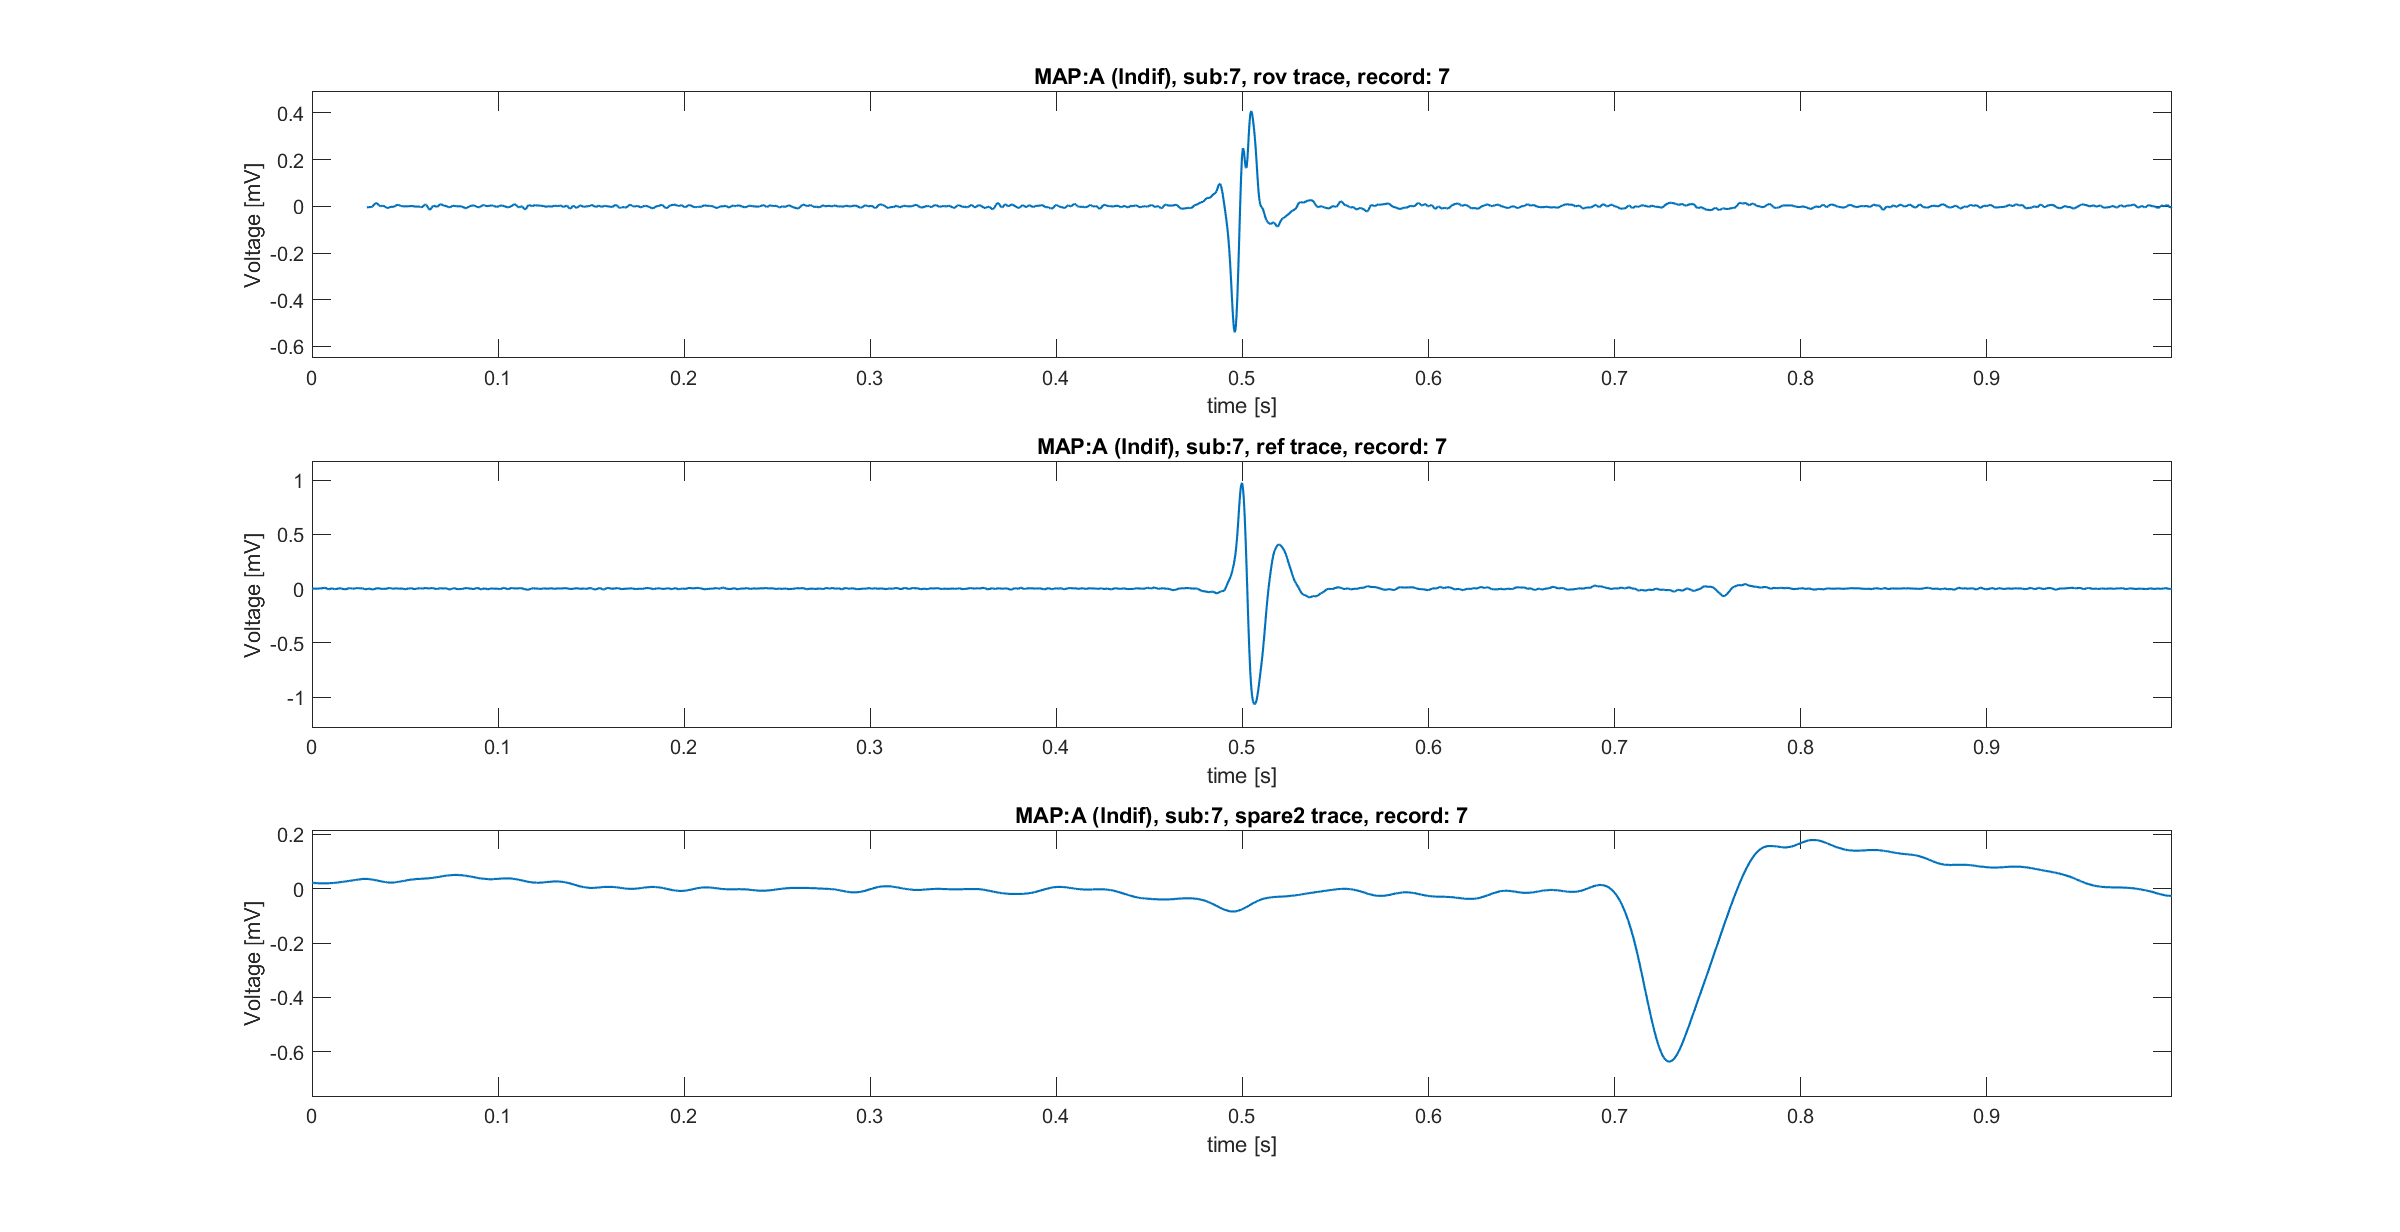 MAP:A (Indif), sub:7, rov trace, record: 7
0.4
0.2
0
-0.2
-0.4
-0.6
Voltage [mV]
0 0.1 0.2 0.3 0.4 0.5 0.6 0.7 0.8 0.9
time [s]
MAP:A (Indif), sub:7, ref trace, record: 7
1
0.5
0
-0.5
-1
Voltage [mV]
0 0.1 0.2 0.3 0.4 0.5 0.6 0.7 0.8 0.9
time [s]
MAP:A (Indif), sub:7, spare2 trace, record: 7
0.2
0
-0.2
-0.4
-0.6
Voltage [mV]
0 0.1 0.2 0.3 0.4 0.5 0.6 0.7 0.8 0.9
time [s]